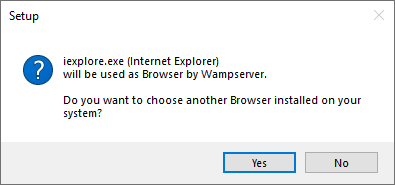 Setup
iexplore.exe (Internet Explorer)
will be used as Browser by Wampserver.
Do you want to choose another Browser installed on your
system?
Yes
No